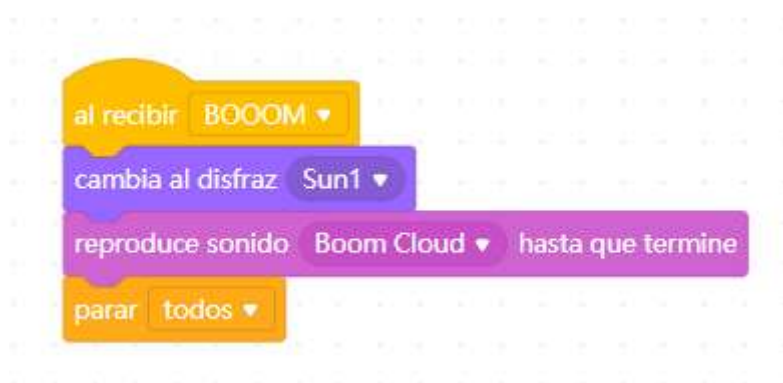 al recibir BOOOM
cambia al disfraz Sun1
reproduce sonido Boom Cloud hasta que termine
parar todos